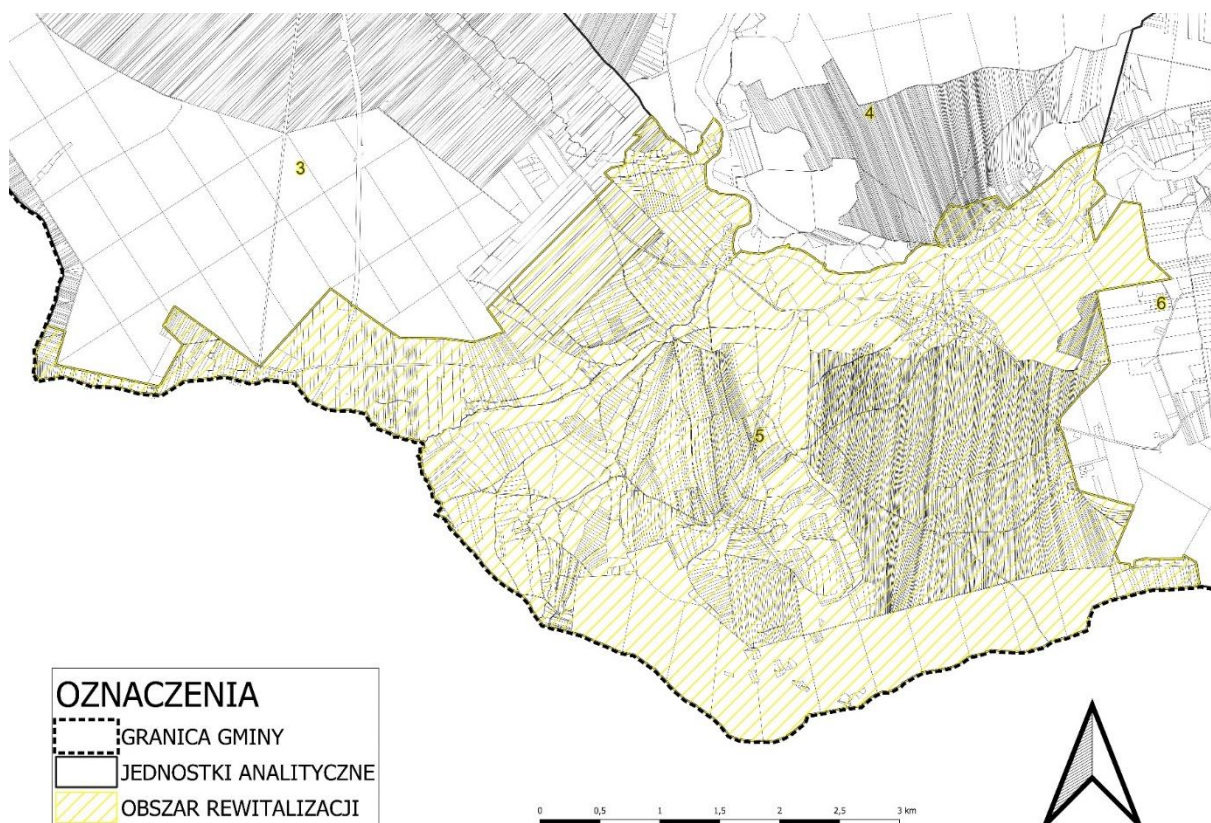 4
3
6
5
OZNACZENIA
GRANICA GMINY
JEDNOSTKI ANALITYCZNE
OBSZAR REWITALIZACJI
0 0,5 1 1,5 2 2,5 3 km